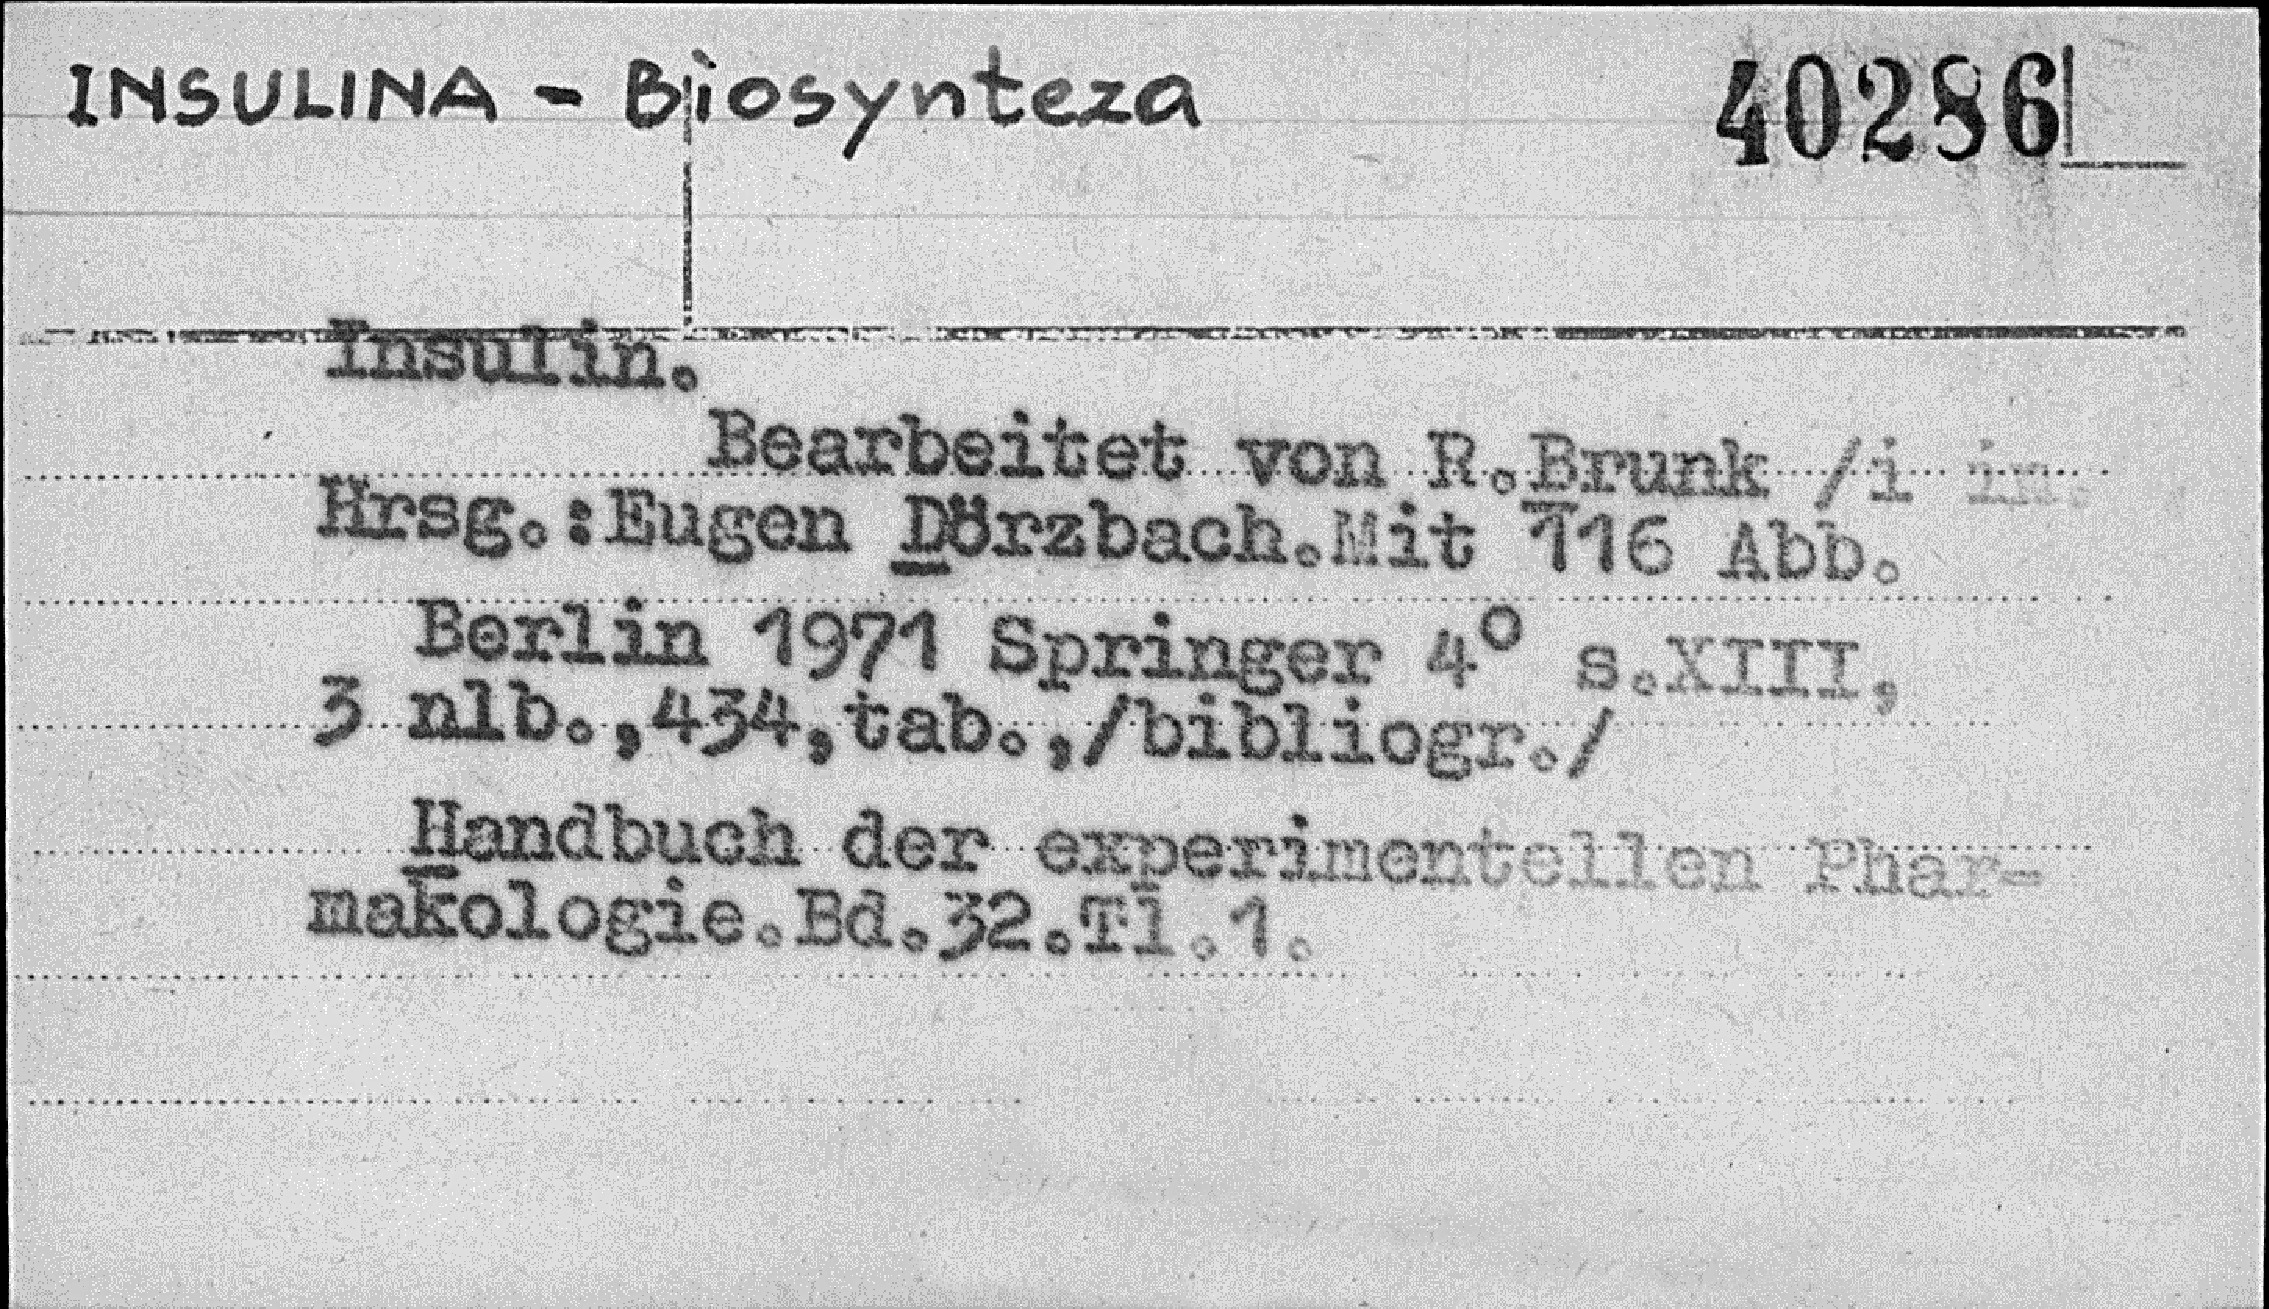 INSULINA - Biosynteza 40286
Insulin.
Bearbeitet von R.Brunk /i in.
Hrsg.:Eugen Dörzbach.Mit 116 Abb.
Berlin 1971 Springer 4° s.XIII,
3 nlb.,434,tab.,/bibliogr./
Handbuch der experimentellen Phar-
makologie.Bd.32.Tl.1.